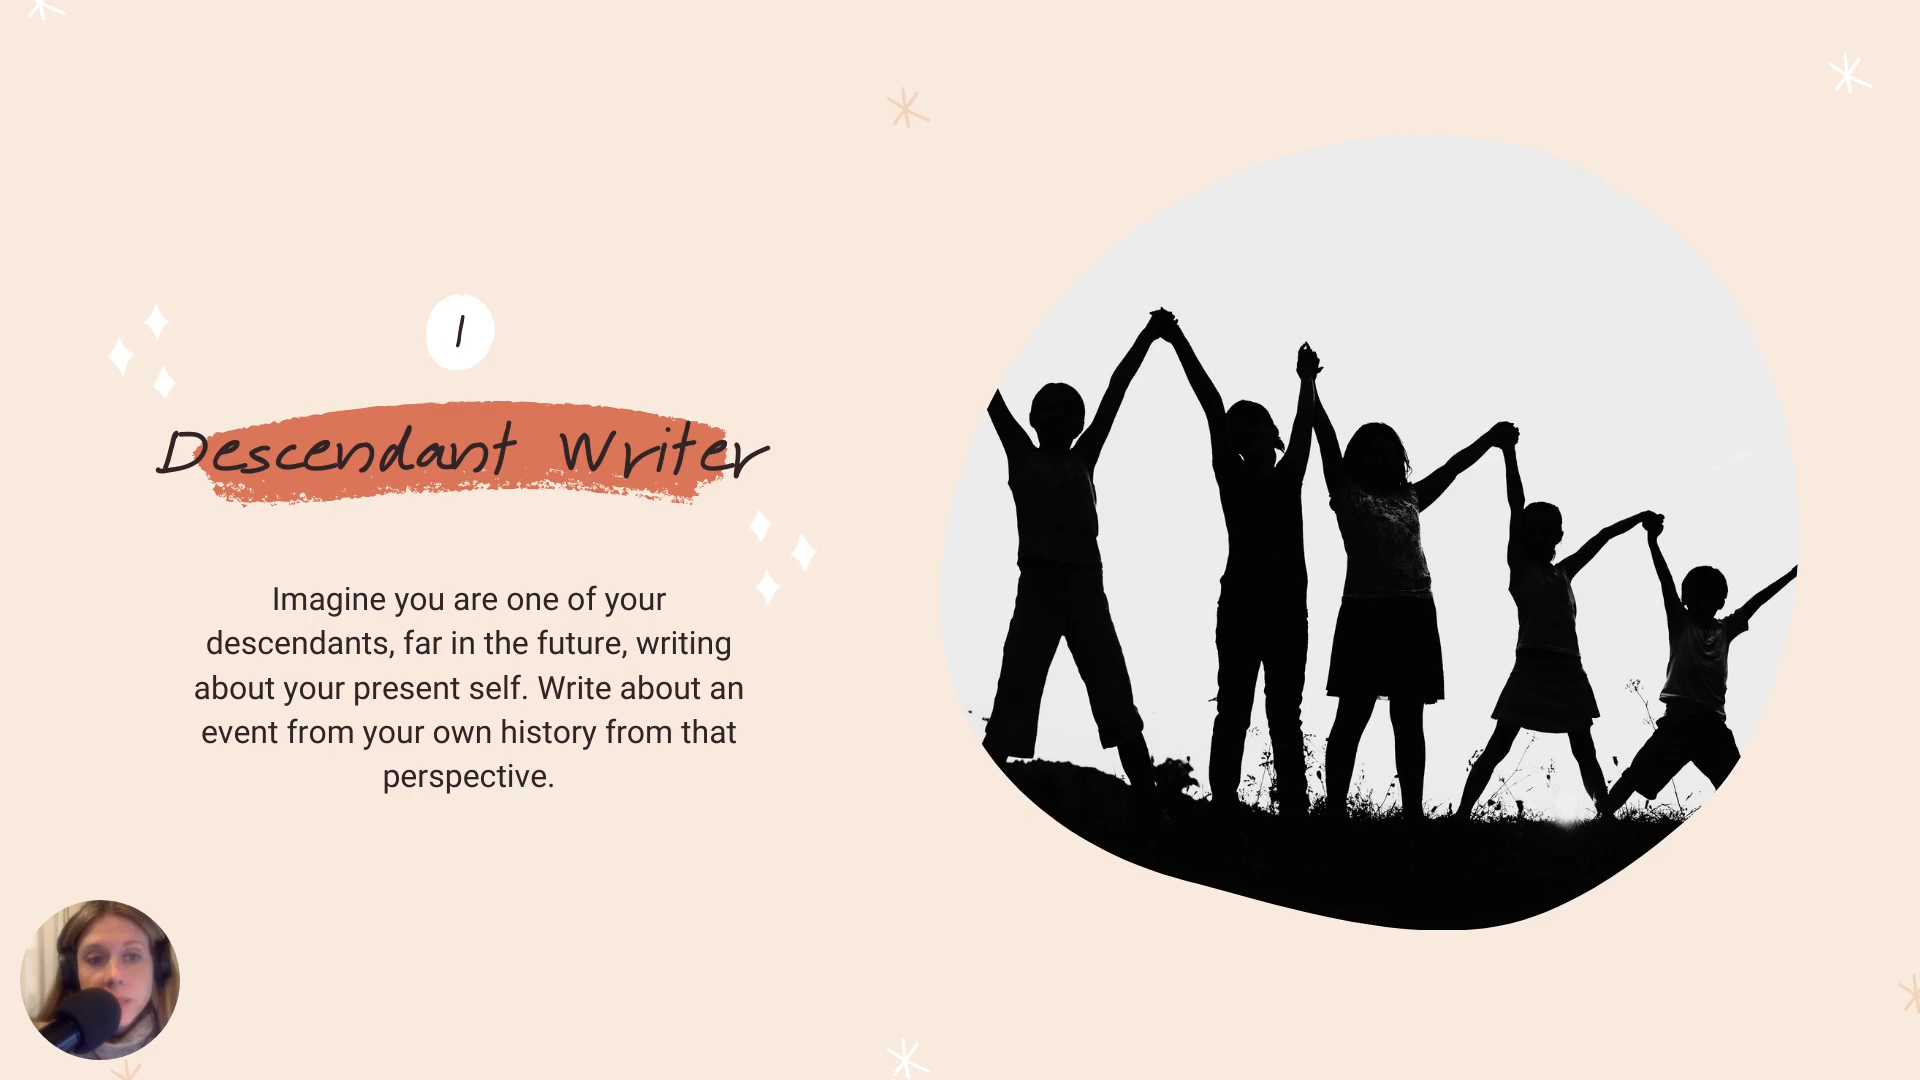 1
Descendant Writer
Imagine you are one of your
descendants, far in the future, writing
about your present self. Write about an
event from your own history from that
perspective.